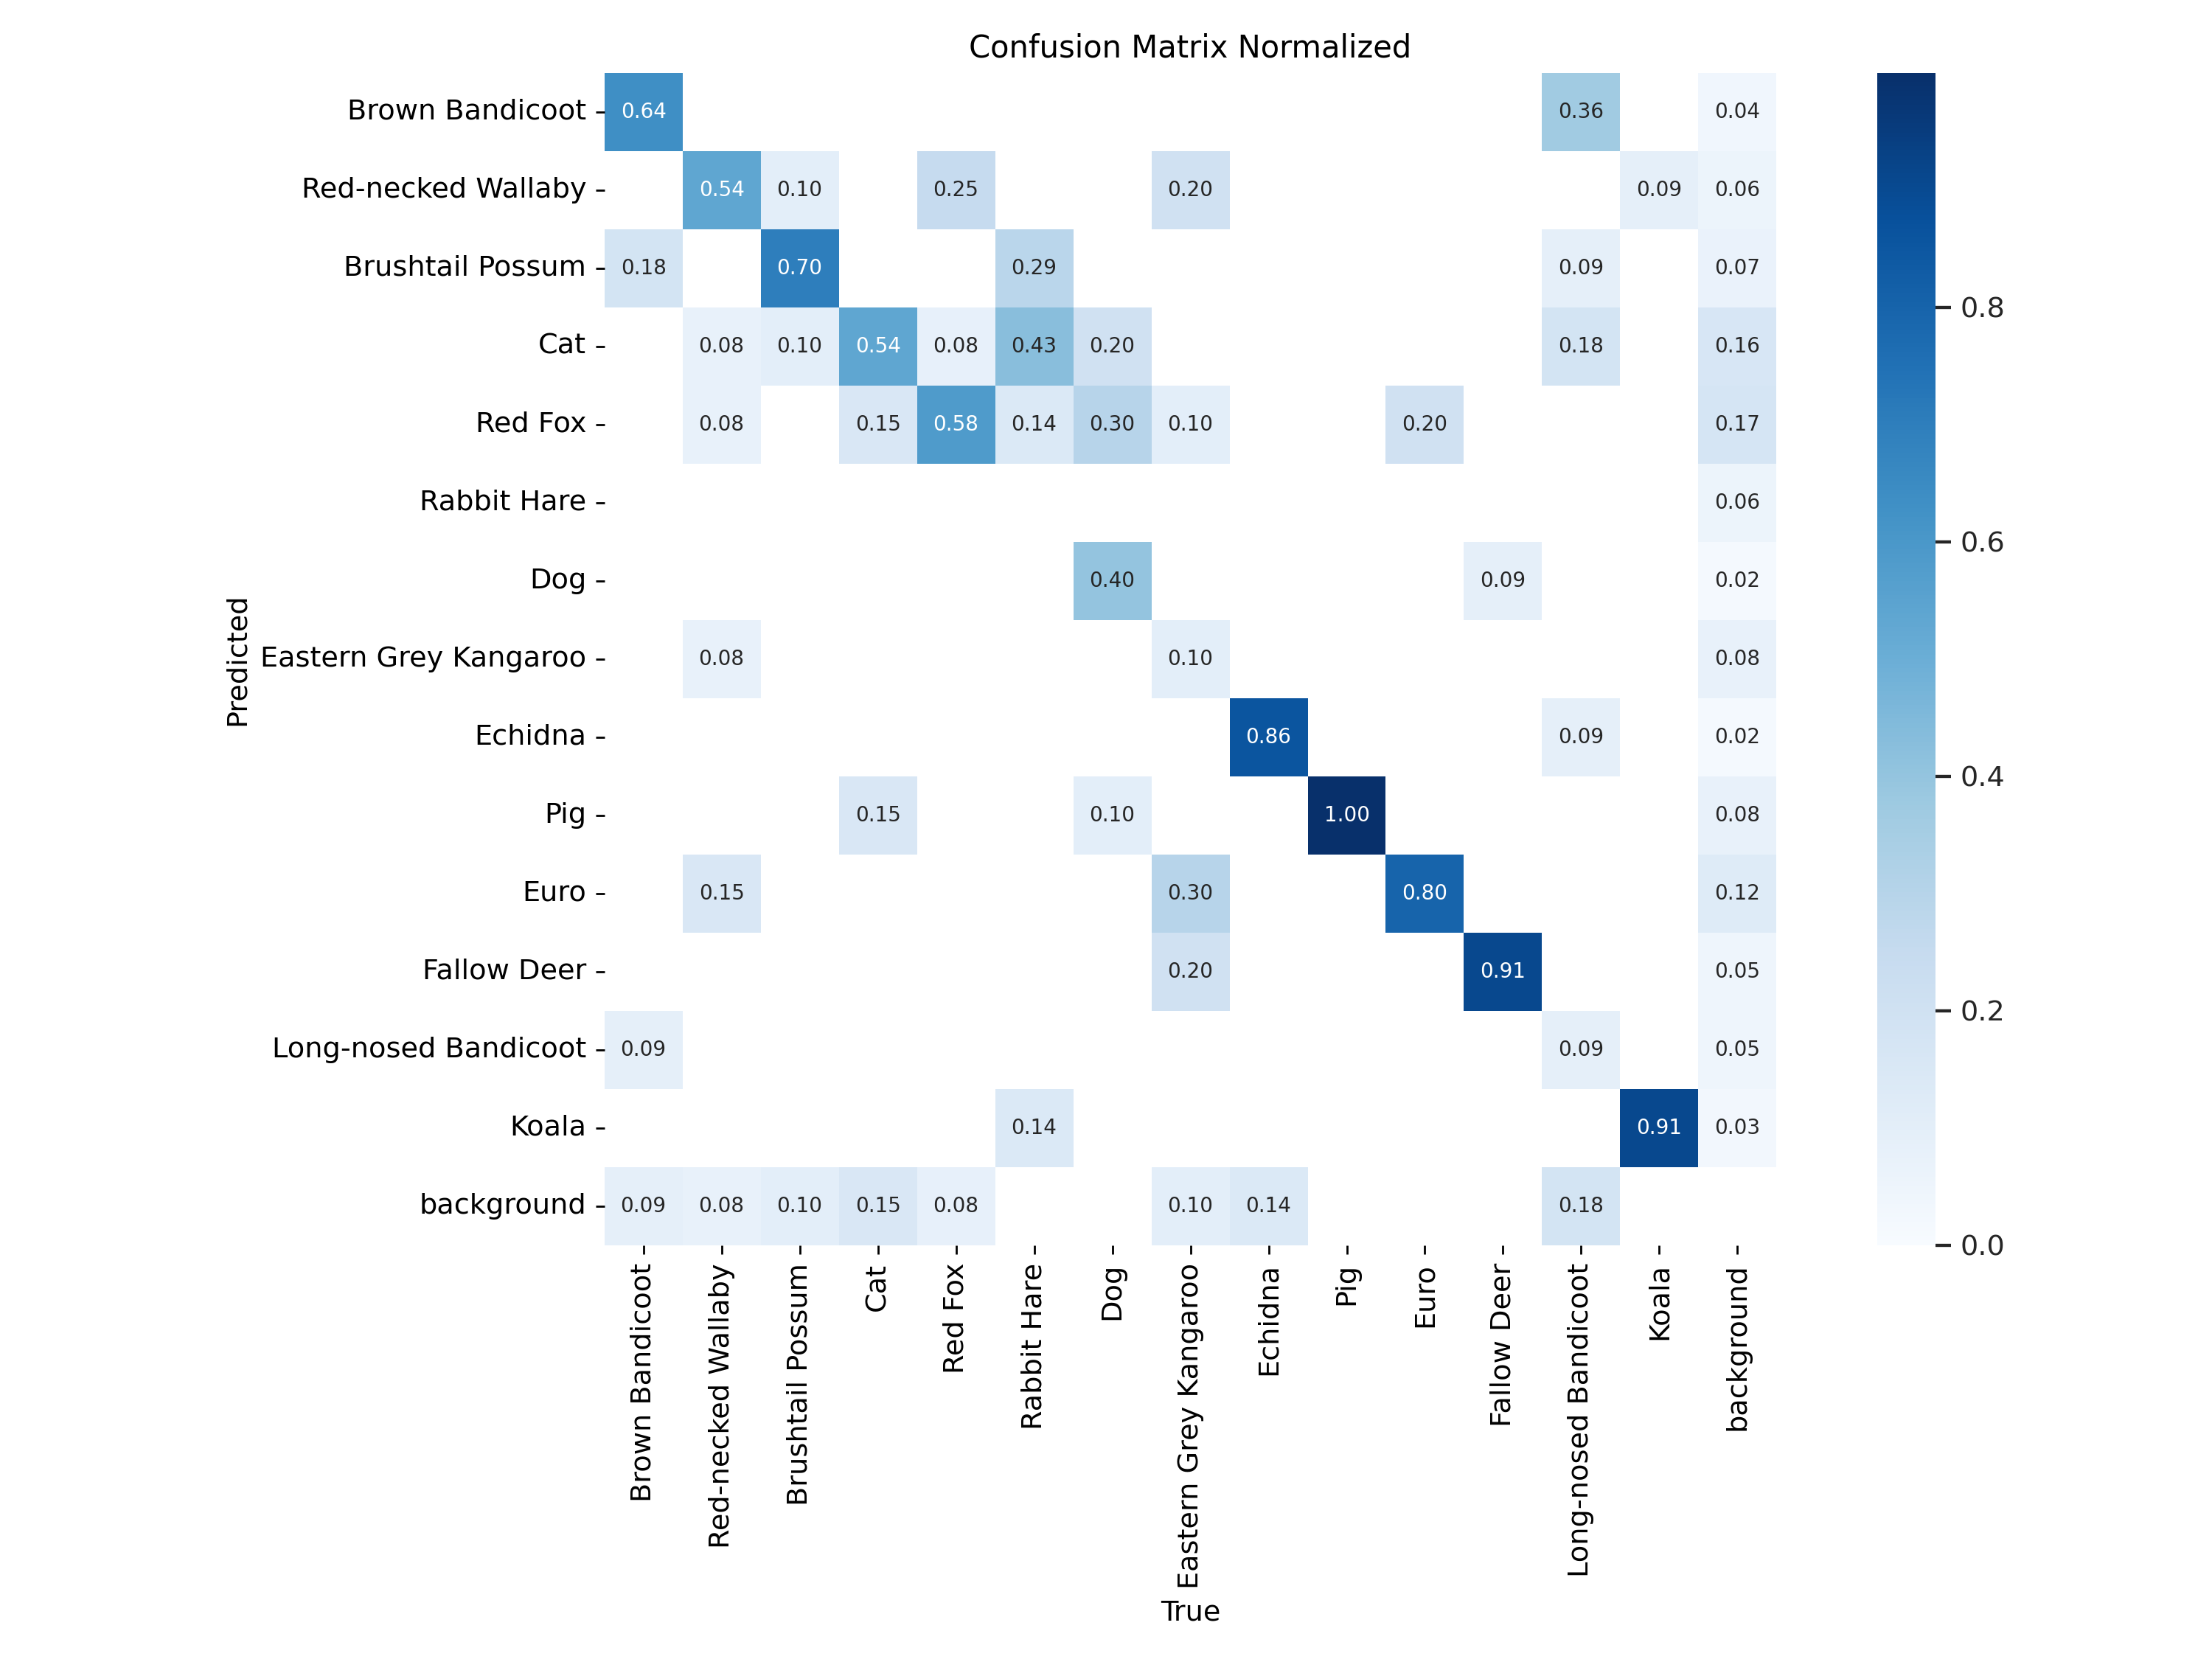 Confusion Matrix Normalized
Brown Bandicoot 0.64 0.36 0.04
Red-necked Wallaby 0.54 0.10 0.25 0.20 0.09 0.06
Brushtail Possum 0.18 0.70 0.29 0.09 0.07
Cat 0.08 0.10 0.54 0.08 0.43 0.20 0.18 0.16
Red Fox 0.08 0.15 0.58 0.14 0.30 0.10 0.20 0.17
Rabbit Hare 0.06
Dog 0.40 0.09 0.02
Eastern Grey Kangaroo 0.08 0.10 0.08
Echidna 0.86 0.09 0.02
Pig 0.15 0.10 1.00 0.08
Euro 0.15 0.30 0.80 0.12
Fallow Deer 0.20 0.91 0.05
Long-nosed Bandicoot 0.09 0.09 0.05
Koala 0.14 0.91 0.03
background 0.09 0.08 0.10 0.15 0.08 0.10 0.14 0.18
Predicted
Brown Bandicoot
Red-necked Wallaby
Brushtail Possum
Cat
Red Fox
Rabbit Hare
Dog
Eastern Grey Kangaroo
Echidna
Pig
Euro
Fallow Deer
Long-nosed Bandicoot
Koala
background
True
0.8
0.6
0.4
0.2
0.0